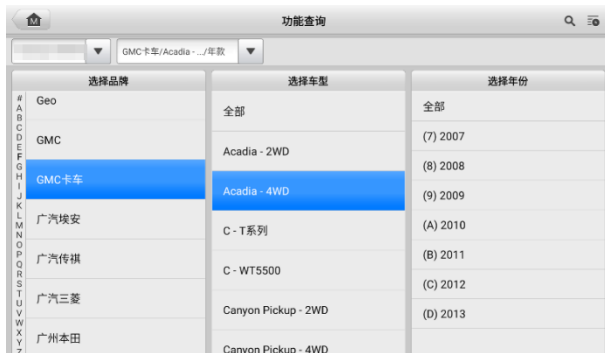 功能查询
GMC卡车/Acadia - .../年款
选择品牌
选择车型
选择年份
#
A
B
C
D
E
F
G
H
I
J
K
L
M
N
O
P
Q
R
S
T
U
V
W
X
Y
Z
Geo
GMC
GMC卡车
广汽埃安
广汽传祺
广汽三菱
广州本田
全部
Acadia - 2WD
Acadia - 4WD
C - T系列
C - WT5500
Canyon Pickup - 2WD
Canyon Pickup - 4WD
全部
(7) 2007
(8) 2008
(9) 2009
(A) 2010
(B) 2011
(C) 2012
(D) 2013